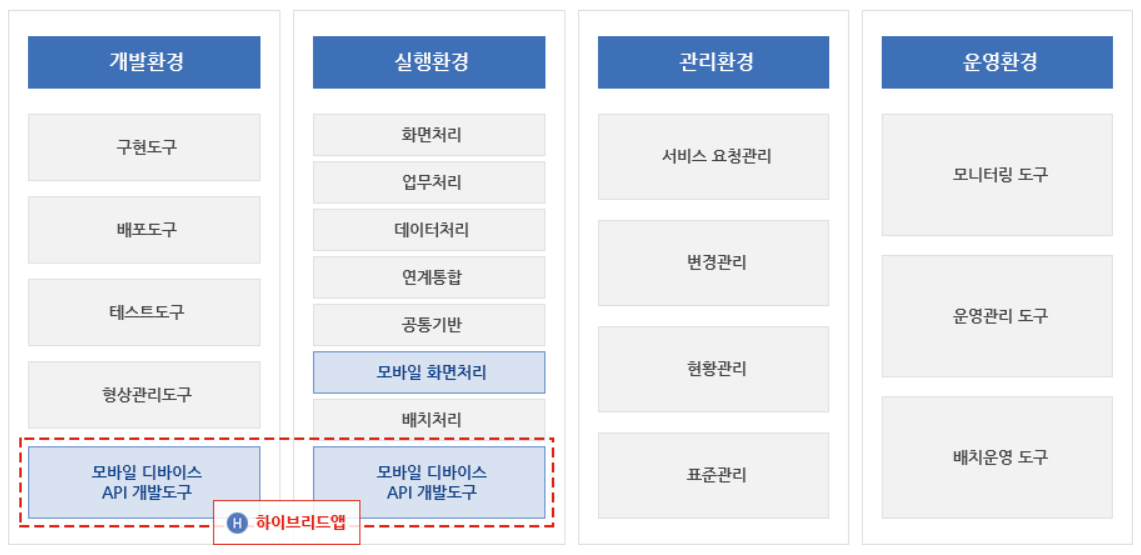 개발환경
구현도구
배포도구
테스트도구
형상관리도구
모바일 디바이스
API 개발도구
실행환경
화면처리
업무처리
데이터처리
연계통합
공통기반
모바일 화면처리
배치처리
모바일 디바이스
API 개발도구
H 하이브리드앱
관리환경
서비스 요청관리
변경관리
현황관리
표준관리
운영환경
모니터링 도구
운영관리 도구
배치운영 도구